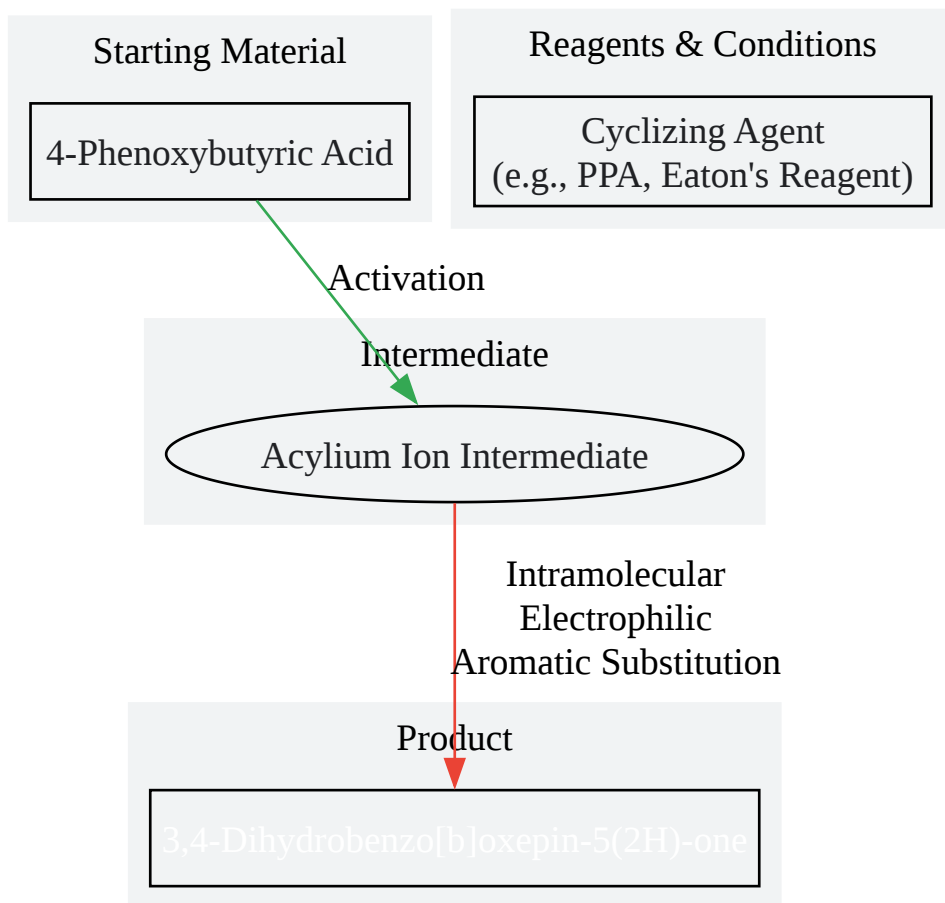 Starting Material
4-Phenoxybutyric Acid
Reagents & Conditions
Cyclizing Agent
(e.g., PPA, Eaton's Reagent)
Activation
Intermediate
Acylium Ion Intermediate
Intramolecular
Electrophilic
Aromatic Substitution
Product
3,4-Dihydrobenzo[b]oxepin-5(2H)-one